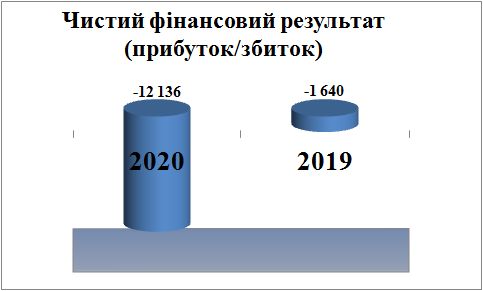 Чистий фінансовий результат
(прибуток/збиток)
-12 136
-1 640
2020
2019